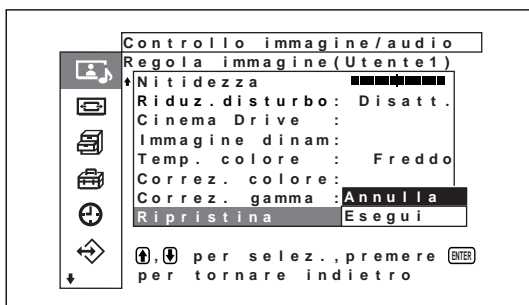 Controllo immagine/audio
Regola immagine(Utente1)
Nitidezza
Riduz.disturbo: Disatt.
Cinema Drive :
Immagine dinam:
Temp. colore : Freddo
Correz. colore:
Correz. gamma :
Annulla
Ripristina
Esegui
, per selez.,premere ENTER
per tornare indietro